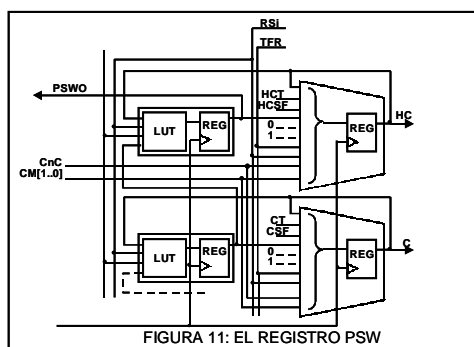 RSi
TFR
PSWO
HCT
HCSF
HC
LUT
REG
0
1
REG
CnC
CM[1..0]
CT
CSF
C
LUT
REG
0
1
REG
FIGURA 11: EL REGISTRO PSW